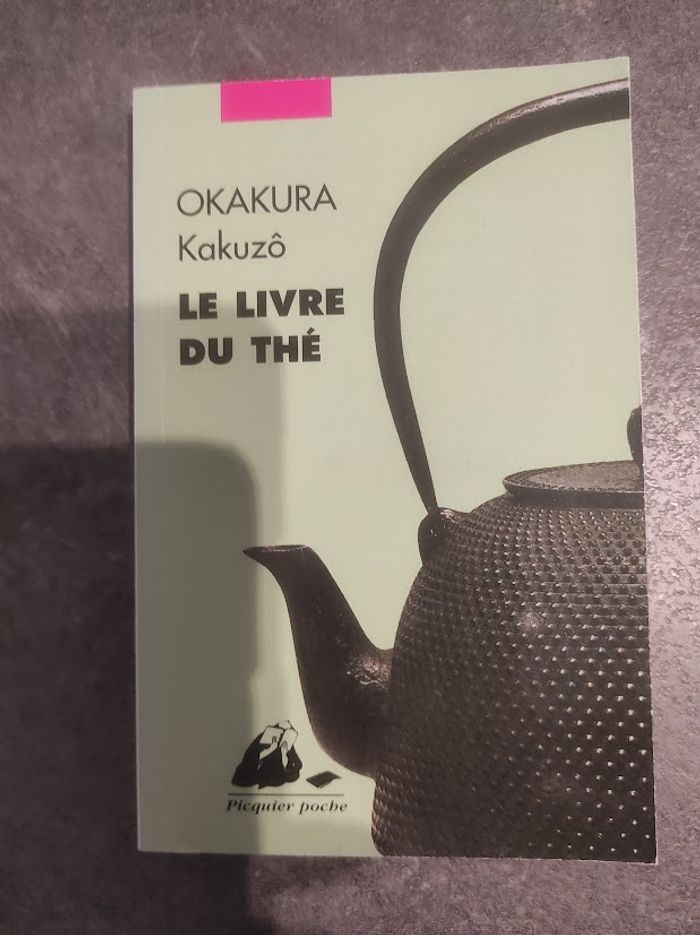 OKAKURA
Kakuzô
LE LIVRE
DU THÉ
Picquier poche